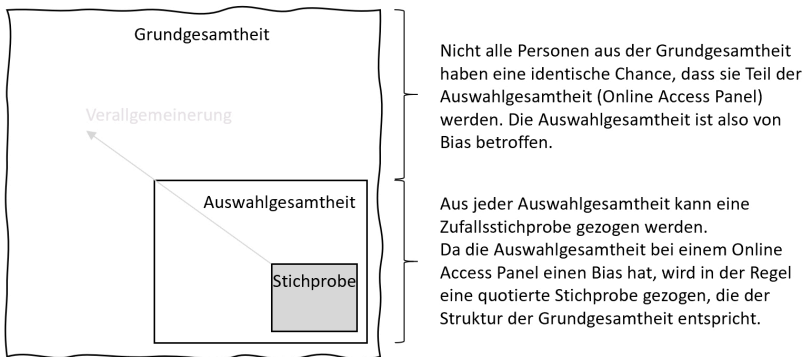 Grundgesamtheit
Verallgemeinerung
Auswahlgesamtheit
Stichprobe
Nicht alle Personen aus der Grundgesamtheit
haben eine identische Chance, dass sie Teil der
Auswahlgesamtheit (Online Access Panel)
werden. Die Auswahlgesamtheit ist also von
Bias betroffen.
Aus jeder Auswahlgesamtheit kann eine
Zufallsstichprobe gezogen werden.
Da die Auswahlgesamtheit bei einem Online
Access Panel einen Bias hat, wird in der Regel
eine quotierte Stichprobe gezogen, die der
Struktur der Grundgesamtheit entspricht.